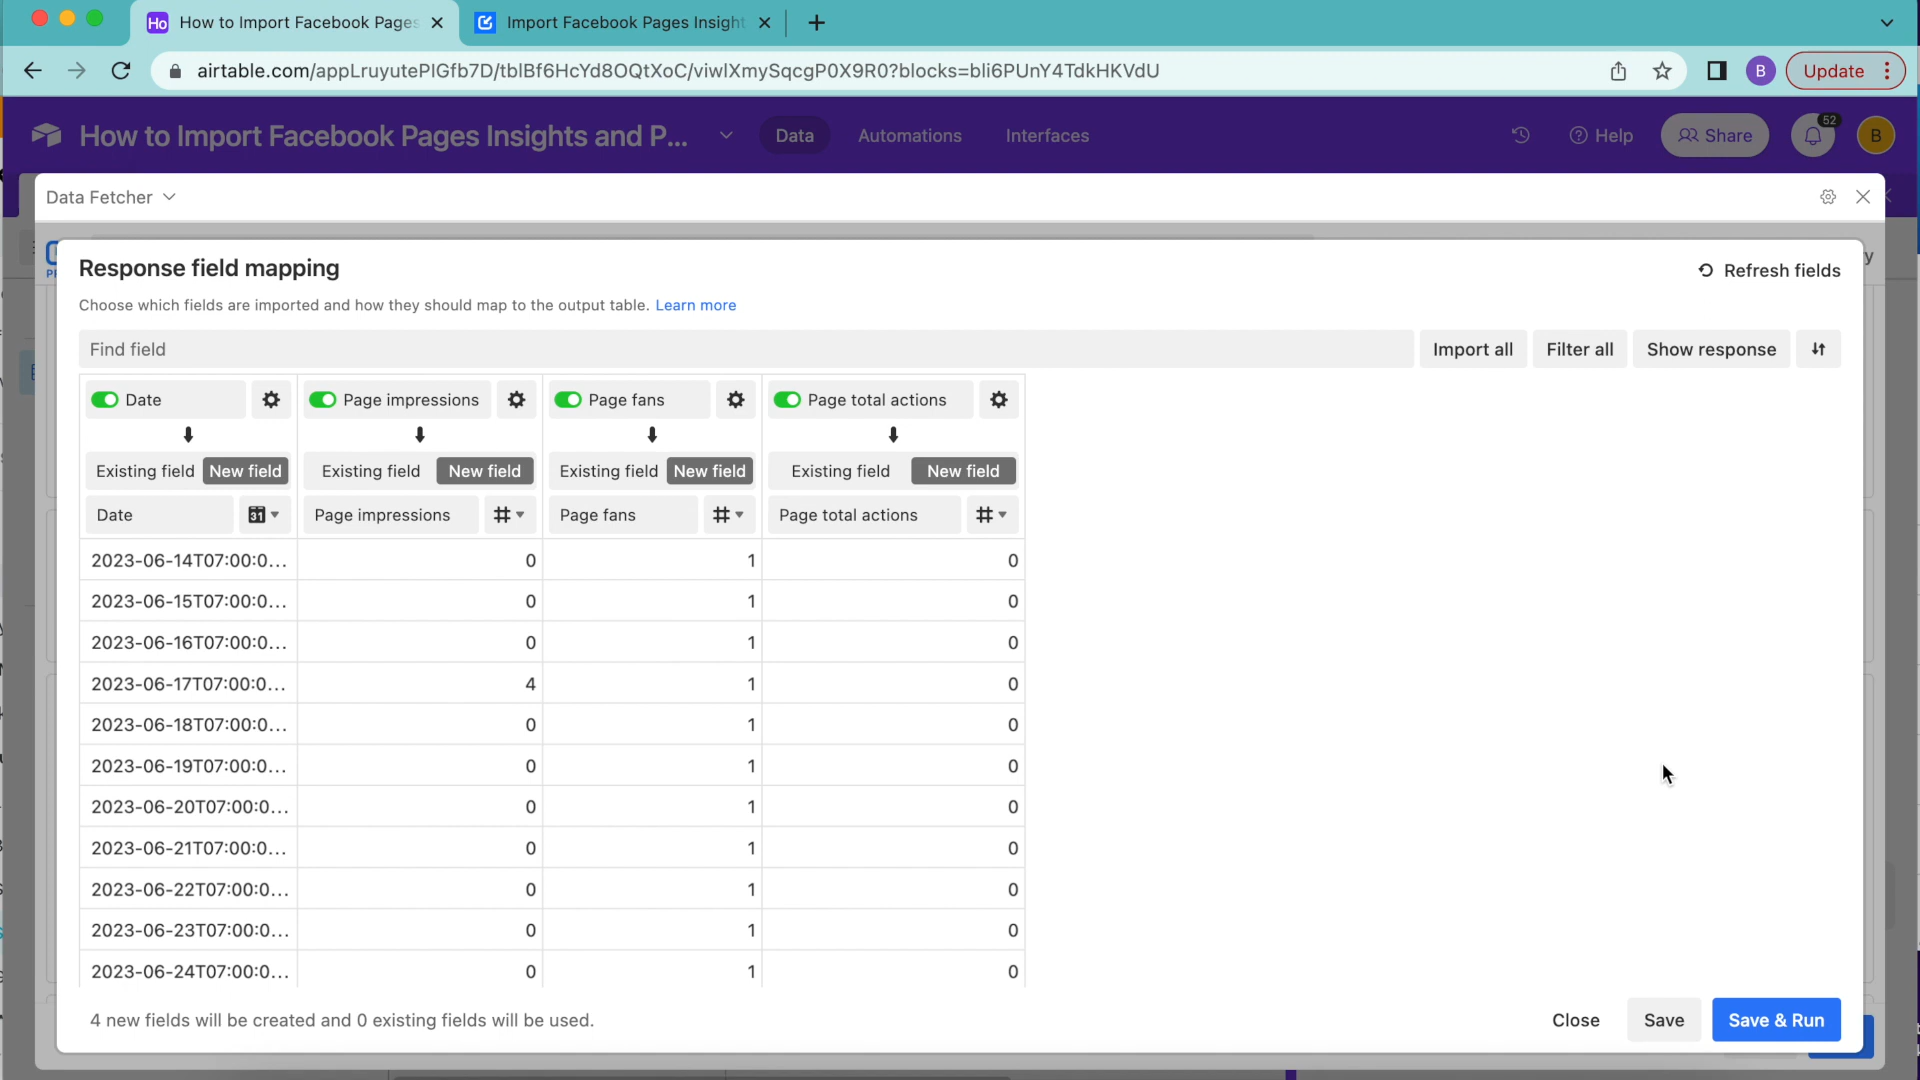 Ho How to Import Facebook Pages
Import Facebook Pages Insight
airtable.com/appLruyutePIGfb7D/tblBf6HcYd8OQtXoC/viwlXmySqcgP0X9R0?blocks=bli6PUnY4TdkHKVdU
B
Update
How to Import Facebook Pages Insights and P...
Data
Automations
Interfaces
Help
Share
52
B
Data Fetcher
Response field mapping
Refresh fields
Choose which fields are imported and how they should map to the output table. Learn more
Find field
Import all
Filter all
Show response
Date
Page impressions
Page fans
Page total actions
Existing field New field
Existing field New field
Existing field New field
Existing field New field
Date
31
Page impressions
Page fans
Page total actions
2023-06-14T07:00:0... 0 1 0
2023-06-15T07:00:0... 0 1 0
2023-06-16T07:00:0... 0 1 0
2023-06-17T07:00:0... 4 1 0
2023-06-18T07:00:0... 0 1 0
2023-06-19T07:00:0... 0 1 0
2023-06-20T07:00:0... 0 1 0
2023-06-21T07:00:0... 0 1 0
2023-06-22T07:00:0... 0 1 0
2023-06-23T07:00:0... 0 1 0
2023-06-24T07:00:0... 0 1 0
4 new fields will be created and 0 existing fields will be used.
Close
Save
Save & Run